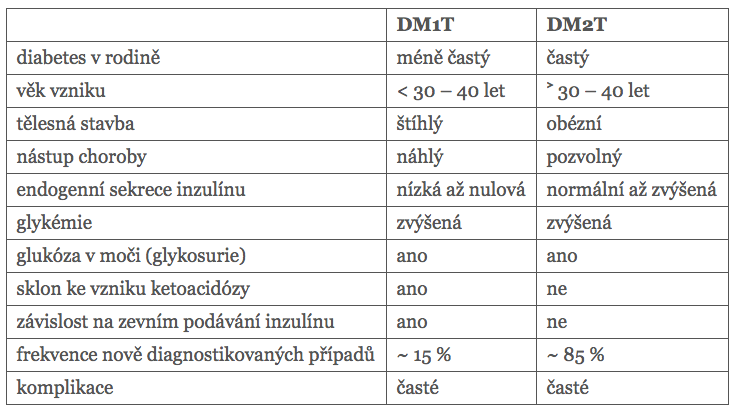 DM1T DM2T
diabetes v rodině méně častý častý
věk vzniku < 30 – 40 let > 30 – 40 let
tělesná stavba štíhlý obézní
nástup choroby náhlý pozvolný
endogenní sekrece inzulínu nízká až nulová normální až zvýšená
glykémie zvýšená zvýšená
glukóza v moči (glykosurie) ano ano
sklon ke vzniku ketoacidózy ano ne
závislost na zevním podávání inzulínu ano ne
frekvence nově diagnostikovaných případů ~ 15 % ~ 85 %
komplikace časté časté